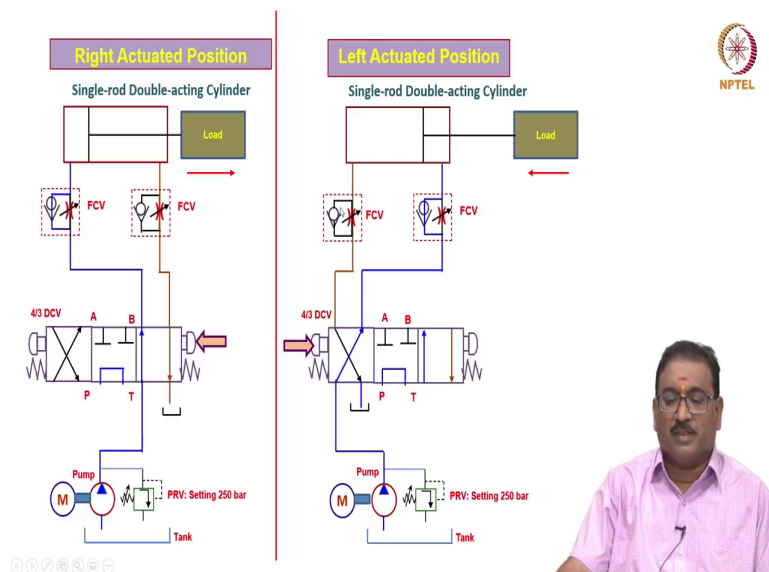 Right Actuated Position
Single-rod Double-acting Cylinder
Load
FCV
FCV
4/3 DCV
A
B
P
T
Pump
M
PRV: Setting 250 bar
Tank
Left Actuated Position
Single-rod Double-acting Cylinder
Load
FCV
FCV
4/3 DCV
A
B
P
T
Pump
M
PRV: Setting 250 bar
Tank
NPTEL